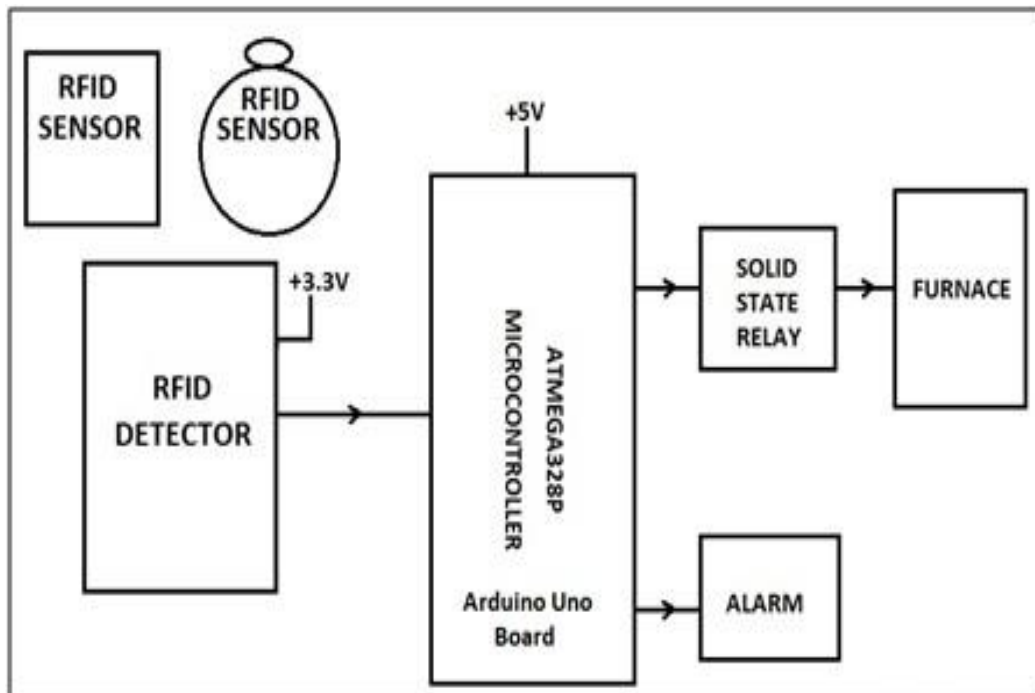 RFID
SENSOR
RFID
SENSOR
+5V
+3.3V
RFID
DETECTOR
ATMEGA328P
MICROCONTROLLER
Arduino Uno
Board
SOLID
STATE
RELAY
FURNACE
ALARM